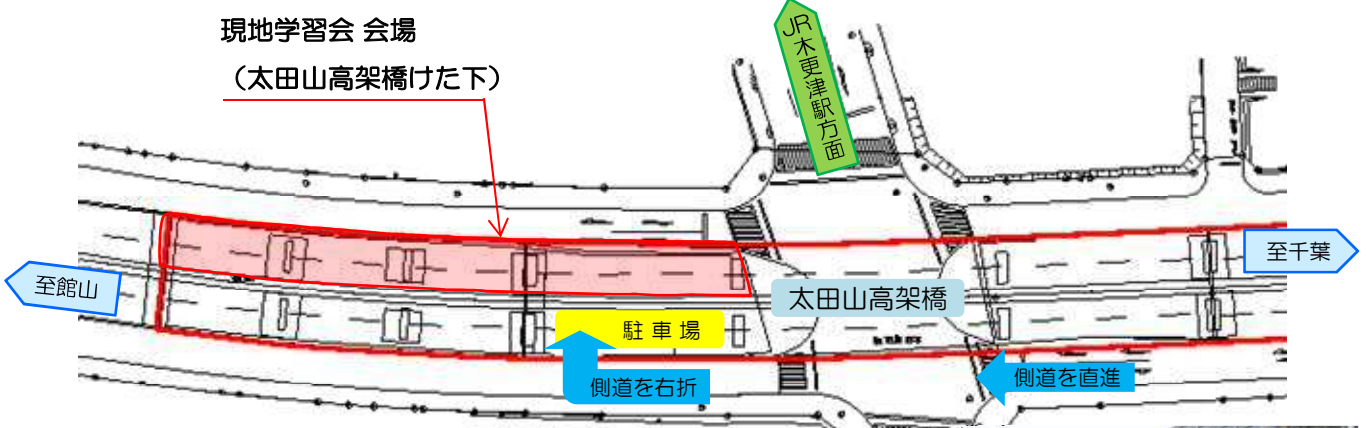 現地学習会 会場
（太田山高架橋けた下）
JR木更津駅方面
至千葉
至館山
太田山高架橋
駐車場
側道を右折
側道を直進